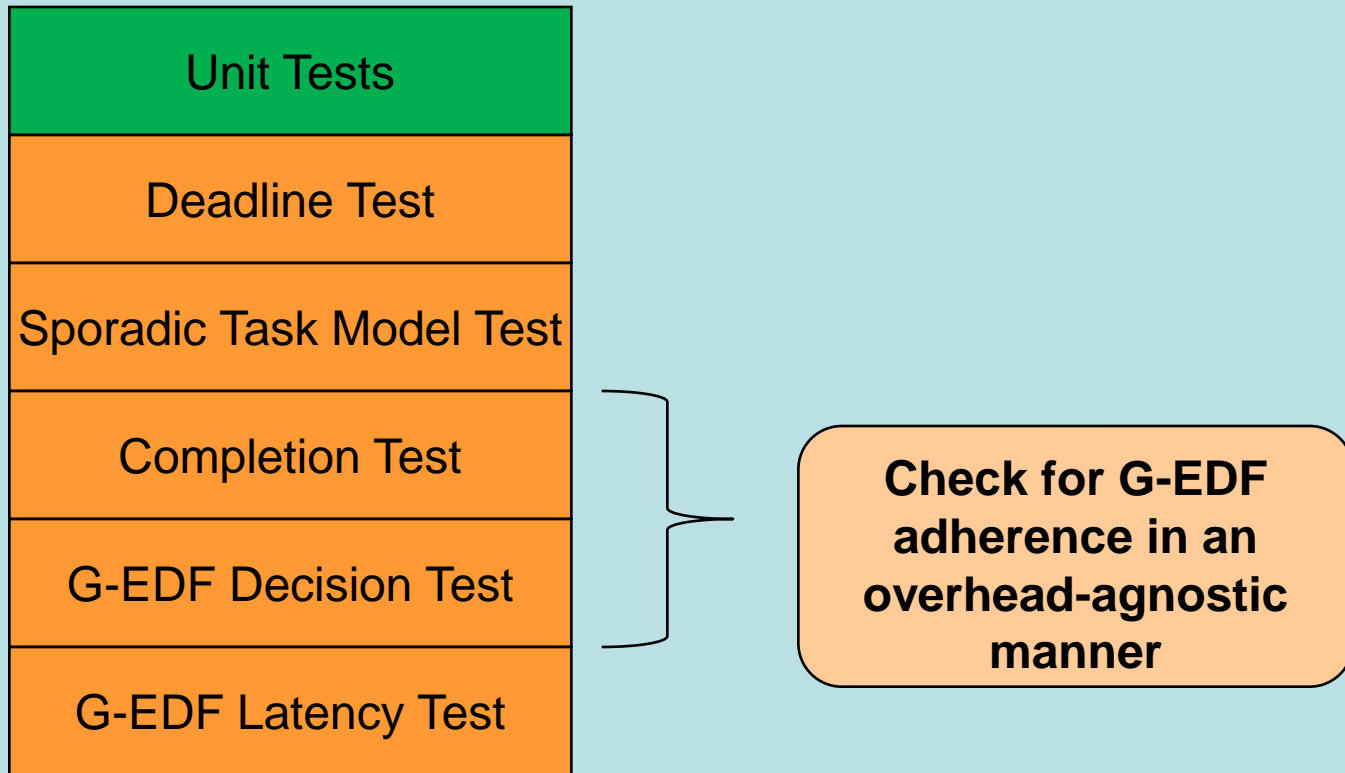 Unit Tests
Deadline Test
Sporadic Task Model Test
Completion Test
G-EDF Decision Test
G-EDF Latency Test
Check for G-EDF
adherence in an
overhead-agnostic
manner